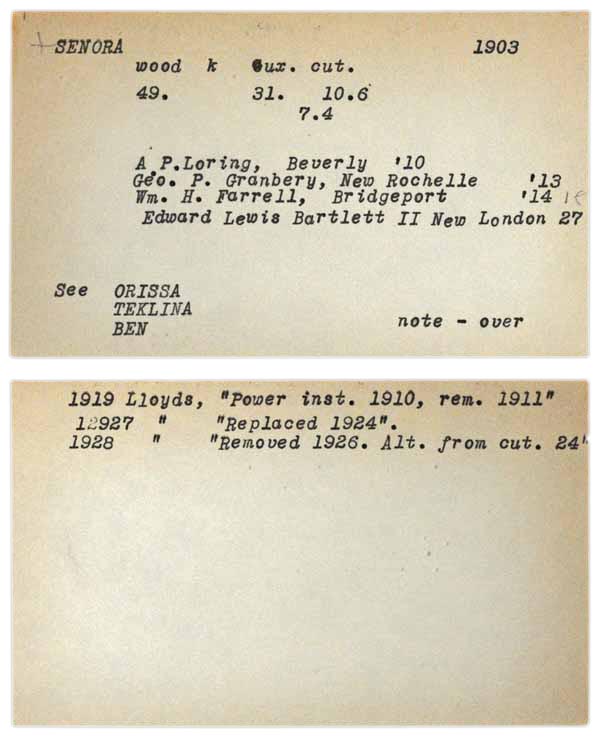 SENORA 1903
wood k aux. cut.
49. 31. 10.6
7.4
A P.Loring, Beverly '10
Geo. P. Granbery, New Rochelle '13
Wm. H. Farrell, Bridgeport '14
Edward Lewis Bartlett II New London 27
See ORISSA
TEKLINA
BEN
note - over
1919 Lloyds, "Power inst. 1910, rem. 1911"
12927 " "Replaced 1924".
1928 " "Removed 1926. Alt. from cut. 24"